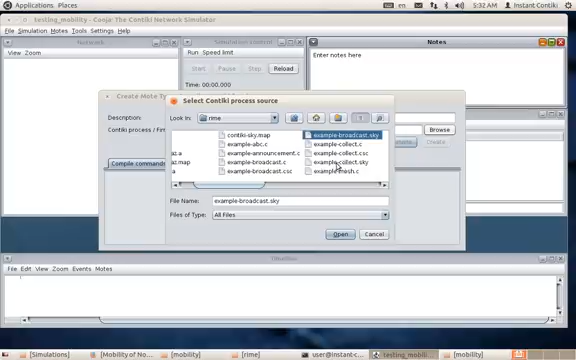 Applications Places
en
5:32 AM
Instant Contiki
testing_mobility - Cooja: The Contiki Network Simulator
File Simulation Motes Tools Settings Help
Network
View Zoom
Simulation control
Run Speed limit
Start Pause Step Reload
Time: 00:00.000
Notes
Enter notes here
Create Mote Type
Description:
Contiki process / Firm
Browse
Create
Compile commands
Select Contiki process source
Look in: rime
contiki-sky.map
example-abc.c
example-announcement.c
example-broadcast.c
example-broadcast.csc
example-broadcast.sky
example-collect.c
example-collect.csc
example-collect.sky
example-mesh.c
File Name: example-broadcast.sky
Files of Type: All Files
Open Cancel
Timeline
File Edit View Zoom Events Motes
[Simulations] [Mobility of No... [mobility] [rime] user@instant-c... testing_mobili... [mobility]